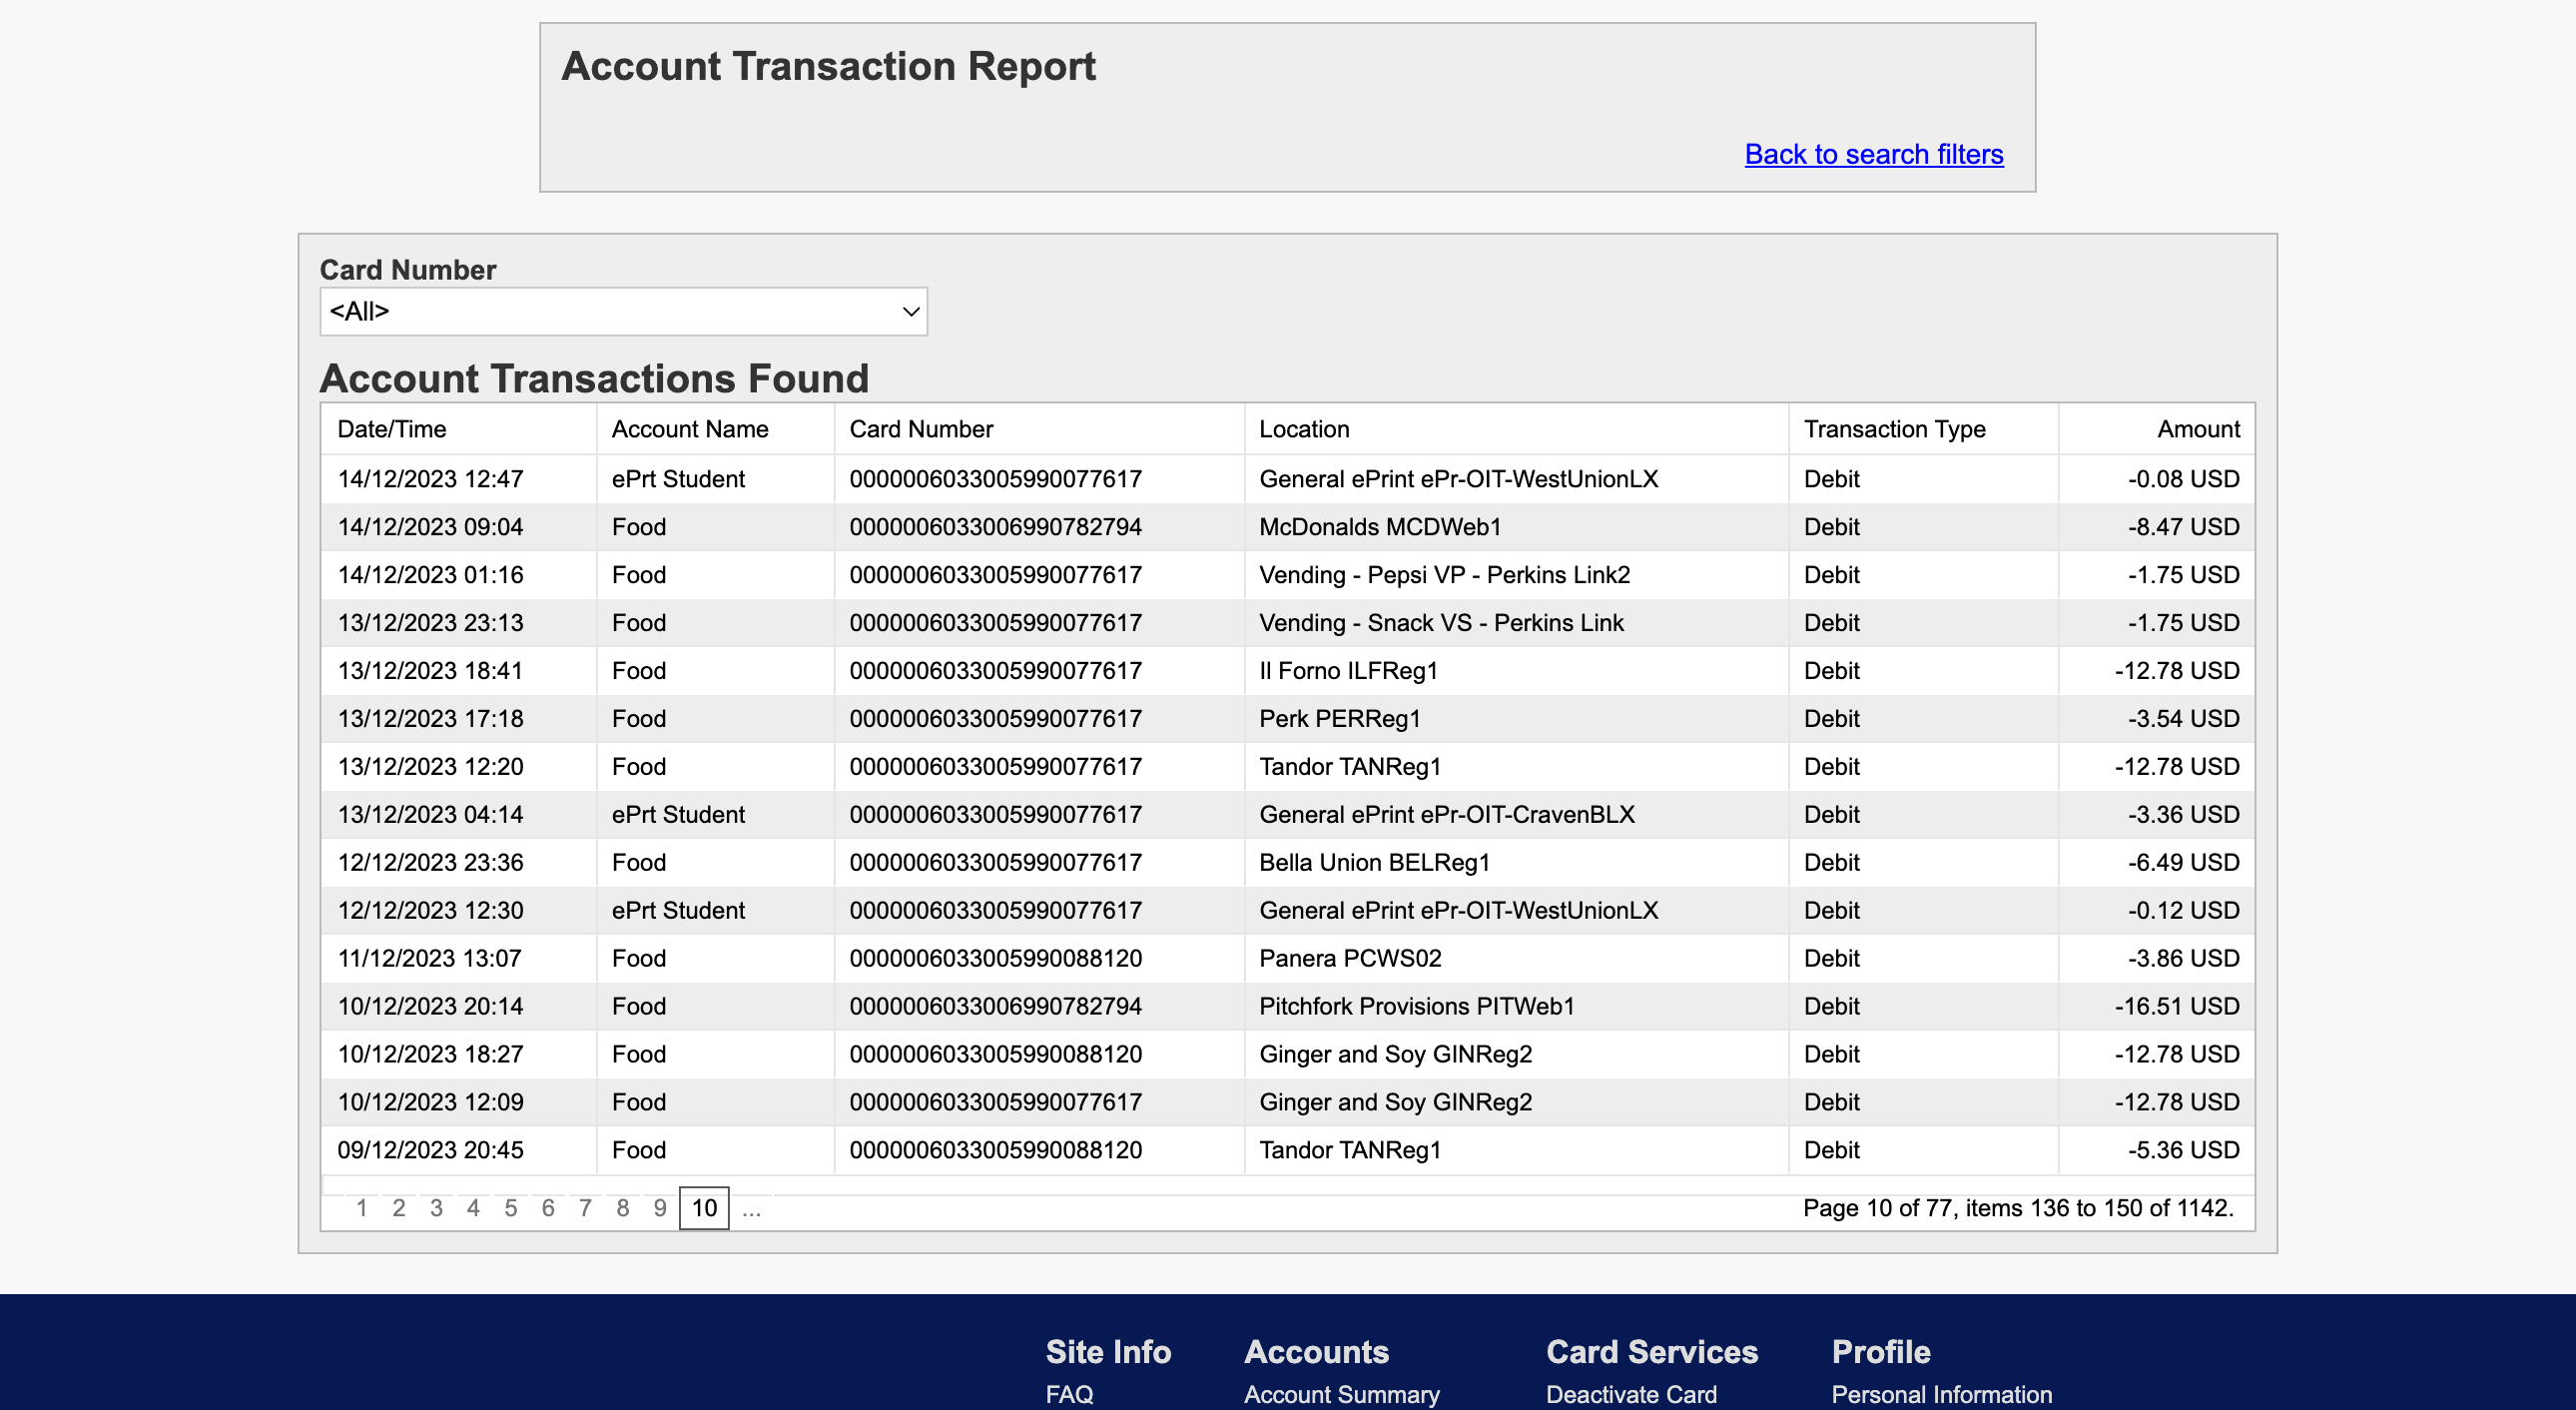 Account Transaction Report
Back to search filters
Card Number
<All>
Account Transactions Found
Date/Time Account Name Card Number Location Transaction Type Amount
14/12/2023 12:47 ePrt Student 0000006033005990077617 General ePrint ePr-OIT-WestUnionLX Debit -0.08 USD
14/12/2023 09:04 Food 0000006033006990782794 McDonalds MCDWeb1 Debit -8.47 USD
14/12/2023 01:16 Food 0000006033005990077617 Vending - Pepsi VP - Perkins Link2 Debit -1.75 USD
13/12/2023 23:13 Food 0000006033005990077617 Vending - Snack VS - Perkins Link Debit -1.75 USD
13/12/2023 18:41 Food 0000006033005990077617 Il Forno ILFReg1 Debit -12.78 USD
13/12/2023 17:18 Food 0000006033005990077617 Perk PERReg1 Debit -3.54 USD
13/12/2023 12:20 Food 0000006033005990077617 Tandor TANReg1 Debit -12.78 USD
13/12/2023 04:14 ePrt Student 0000006033005990077617 General ePrint ePr-OIT-CravenBLX Debit -3.36 USD
12/12/2023 23:36 Food 0000006033005990077617 Bella Union BELReg1 Debit -6.49 USD
12/12/2023 12:30 ePrt Student 0000006033005990077617 General ePrint ePr-OIT-WestUnionLX Debit -0.12 USD
11/12/2023 13:07 Food 0000006033005990088120 Panera PCWS02 Debit -3.86 USD
10/12/2023 20:14 Food 0000006033006990782794 Pitchfork Provisions PITWeb1 Debit -16.51 USD
10/12/2023 18:27 Food 0000006033005990088120 Ginger and Soy GINReg2 Debit -12.78 USD
10/12/2023 12:09 Food 0000006033005990077617 Ginger and Soy GINReg2 Debit -12.78 USD
09/12/2023 20:45 Food 0000006033005990088120 Tandor TANReg1 Debit -5.36 USD
1 2 3 4 5 6 7 8 9 10 ... Page 10 of 77, items 136 to 150 of 1142.
Site Info Accounts Card Services Profile
FAQ Account Summary Deactivate Card Personal Information